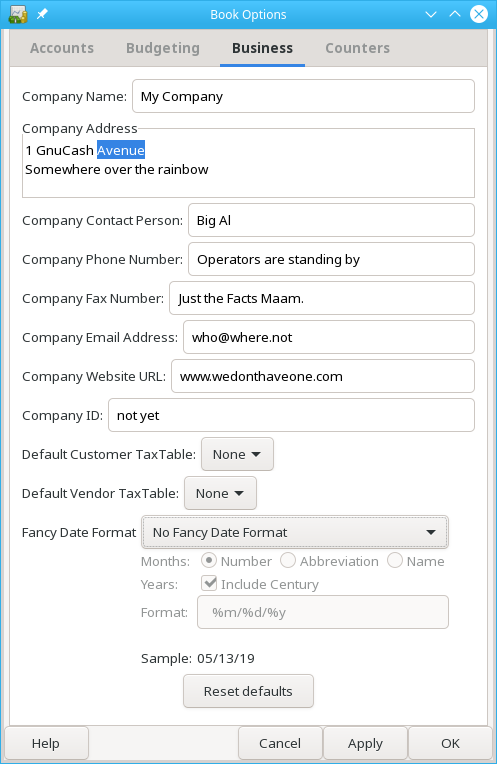 Book Options
Accounts Budgeting Business Counters
Company Name: My Company
Company Address
1 GnuCash Avenue
Somewhere over the rainbow
Company Contact Person: Big Al
Company Phone Number: Operators are standing by
Company Fax Number: Just the Facts Maam.
Company Email Address: who@where.not
Company Website URL: www.wedonthaveone.com
Company ID: not yet
Default Customer TaxTable: None
Default Vendor TaxTable: None
Fancy Date Format No Fancy Date Format
Months: Number Abbreviation Name
Years: Include Century
Format: %m/%d/%y
Sample: 05/13/19
Reset defaults
Help Cancel Apply OK